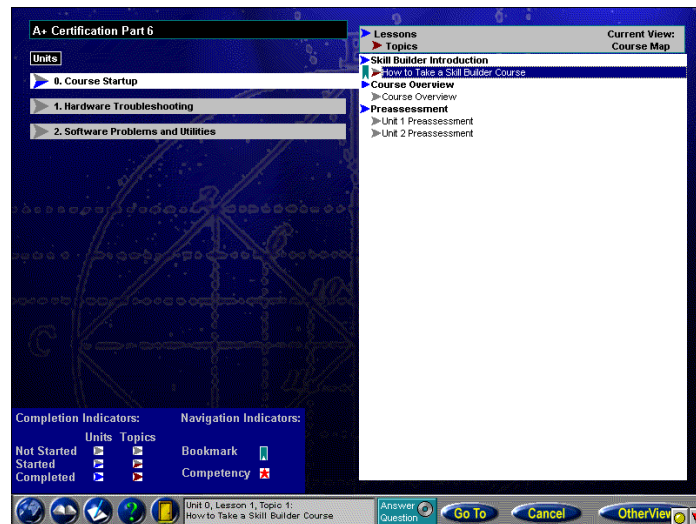 A+ Certification Part 6
Units
0. Course Startup
1. Hardware Troubleshooting
2. Software Problems and Utilities
Lessons
Topics
Current View:
Course Map
Skill Builder Introduction
How to Take a Skill Builder Course
Course Overview
Course Overview
Preassessment
Unit 1 Preassessment
Unit 2 Preassessment
Completion Indicators:
Units Topics
Not Started
Started
Completed
Navigation Indicators:
Bookmark
Competency
Unit 0, Lesson 1, Topic 1:
How to Take a Skill Builder Course
Answer
Question
Go To
Cancel
OtherView